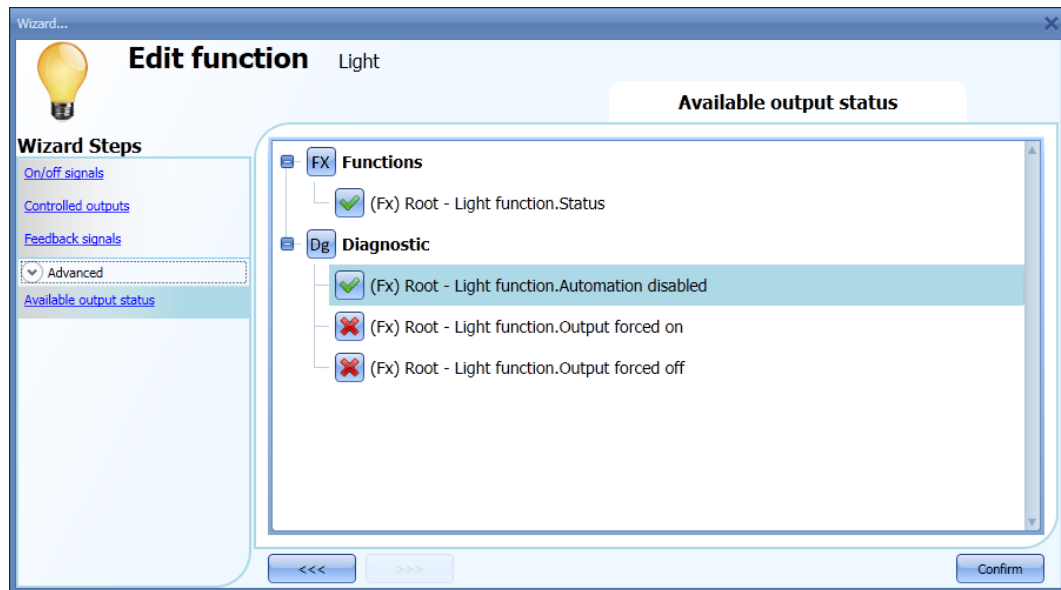 Wizard...
Edit function Light
Available output status
Wizard Steps
On/off signals
Controlled outputs
Feedback signals
Advanced
Available output status
FX Functions
(Fx) Root - Light function.Status
Dg Diagnostic
(Fx) Root - Light function.Automation disabled
(Fx) Root - Light function.Output forced on
(Fx) Root - Light function.Output forced off
<<< >>> Confirm